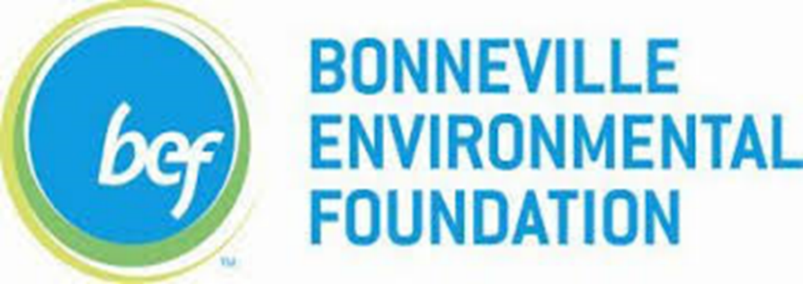 bef
BONNEVILLE
ENVIRONMENTAL
FOUNDATION
TM